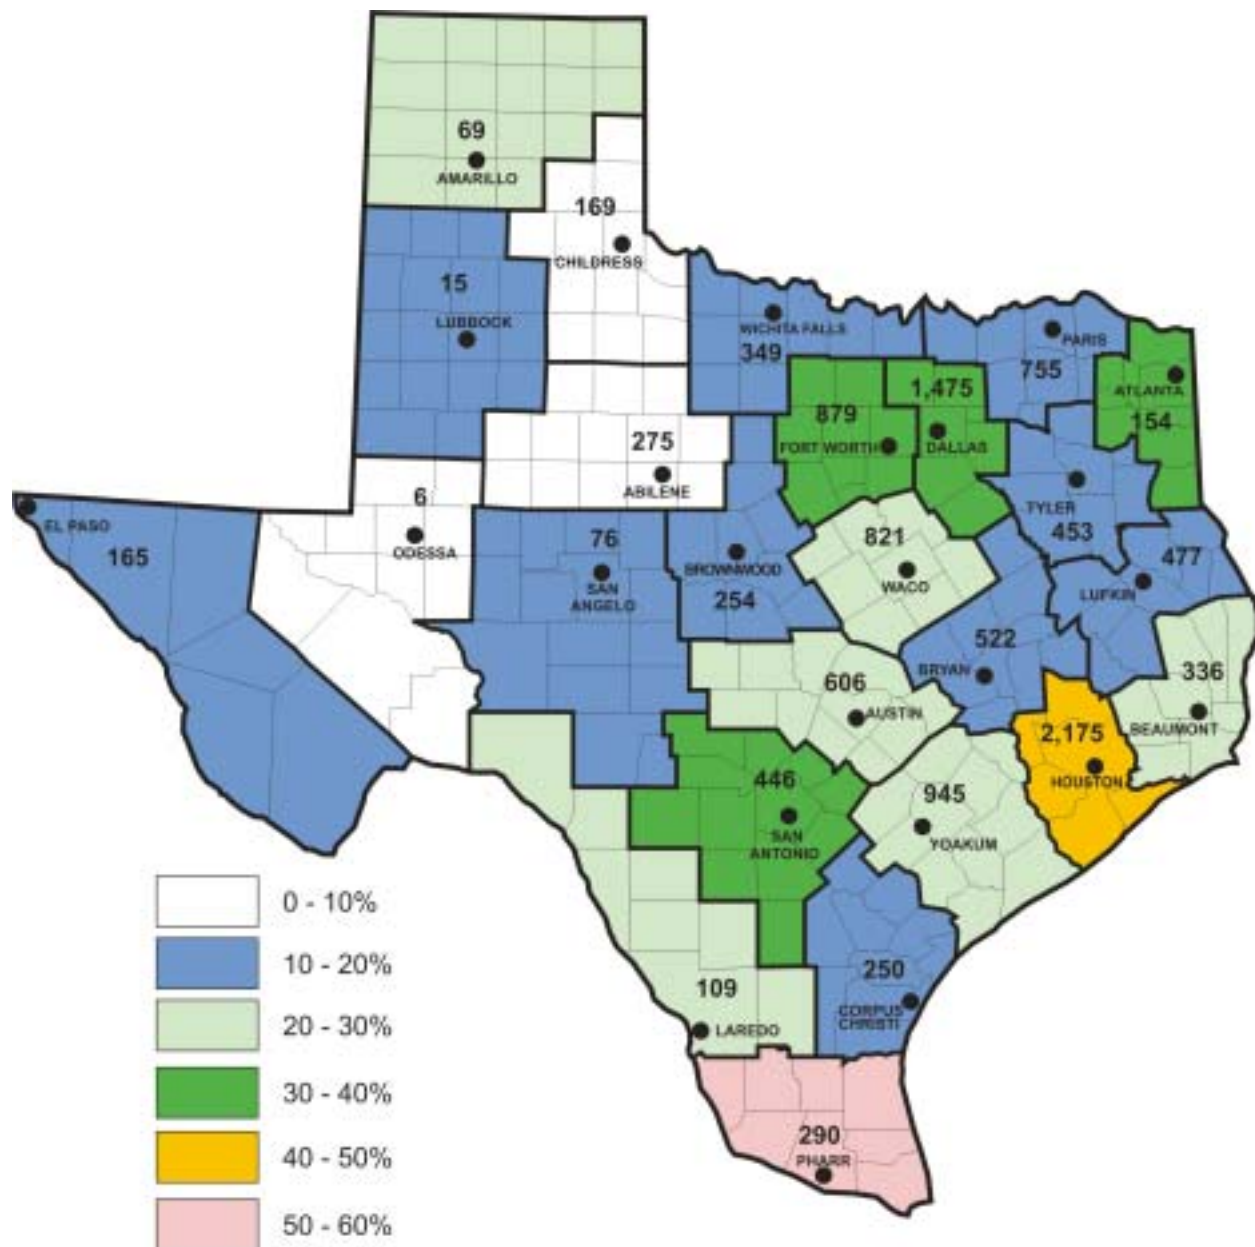 69
AMARILLO
169
CHILDRESS
15
LUBBOCK
WICHITA FALLS
349
PARIS
755
ATLANTA
154
1,475
DALLAS
879
FORT WORTH
275
ABILENE
6
ODESSA
EL PASO
165
76
SAN
ANGELO
BROWNWOOD
254
821
WACO
TYLER
453
477
LUFKIN
522
BRYAN
336
BEAUMONT
606
AUSTIN
2,175
HOUSTON
446
SAN
ANTONIO
945
YOAKUM
250
CORPUS
CHRISTI
109
LAREDO
290
PHARR
0 - 10%
10 - 20%
20 - 30%
30 - 40%
40 - 50%
50 - 60%